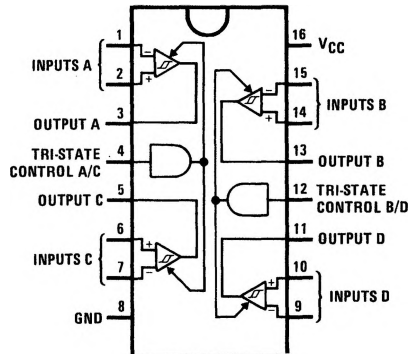 1
INPUTS A
2
3
OUTPUT A
4
TRI-STATE
CONTROL A/C
5
OUTPUT C
6
INPUTS C
7
8
GND
16
VCC
15
INPUTS B
14
13
OUTPUT B
12
TRI-STATE
CONTROL B/D
11
OUTPUT D
10
INPUTS D
9
− +
− +
+ −
+ −